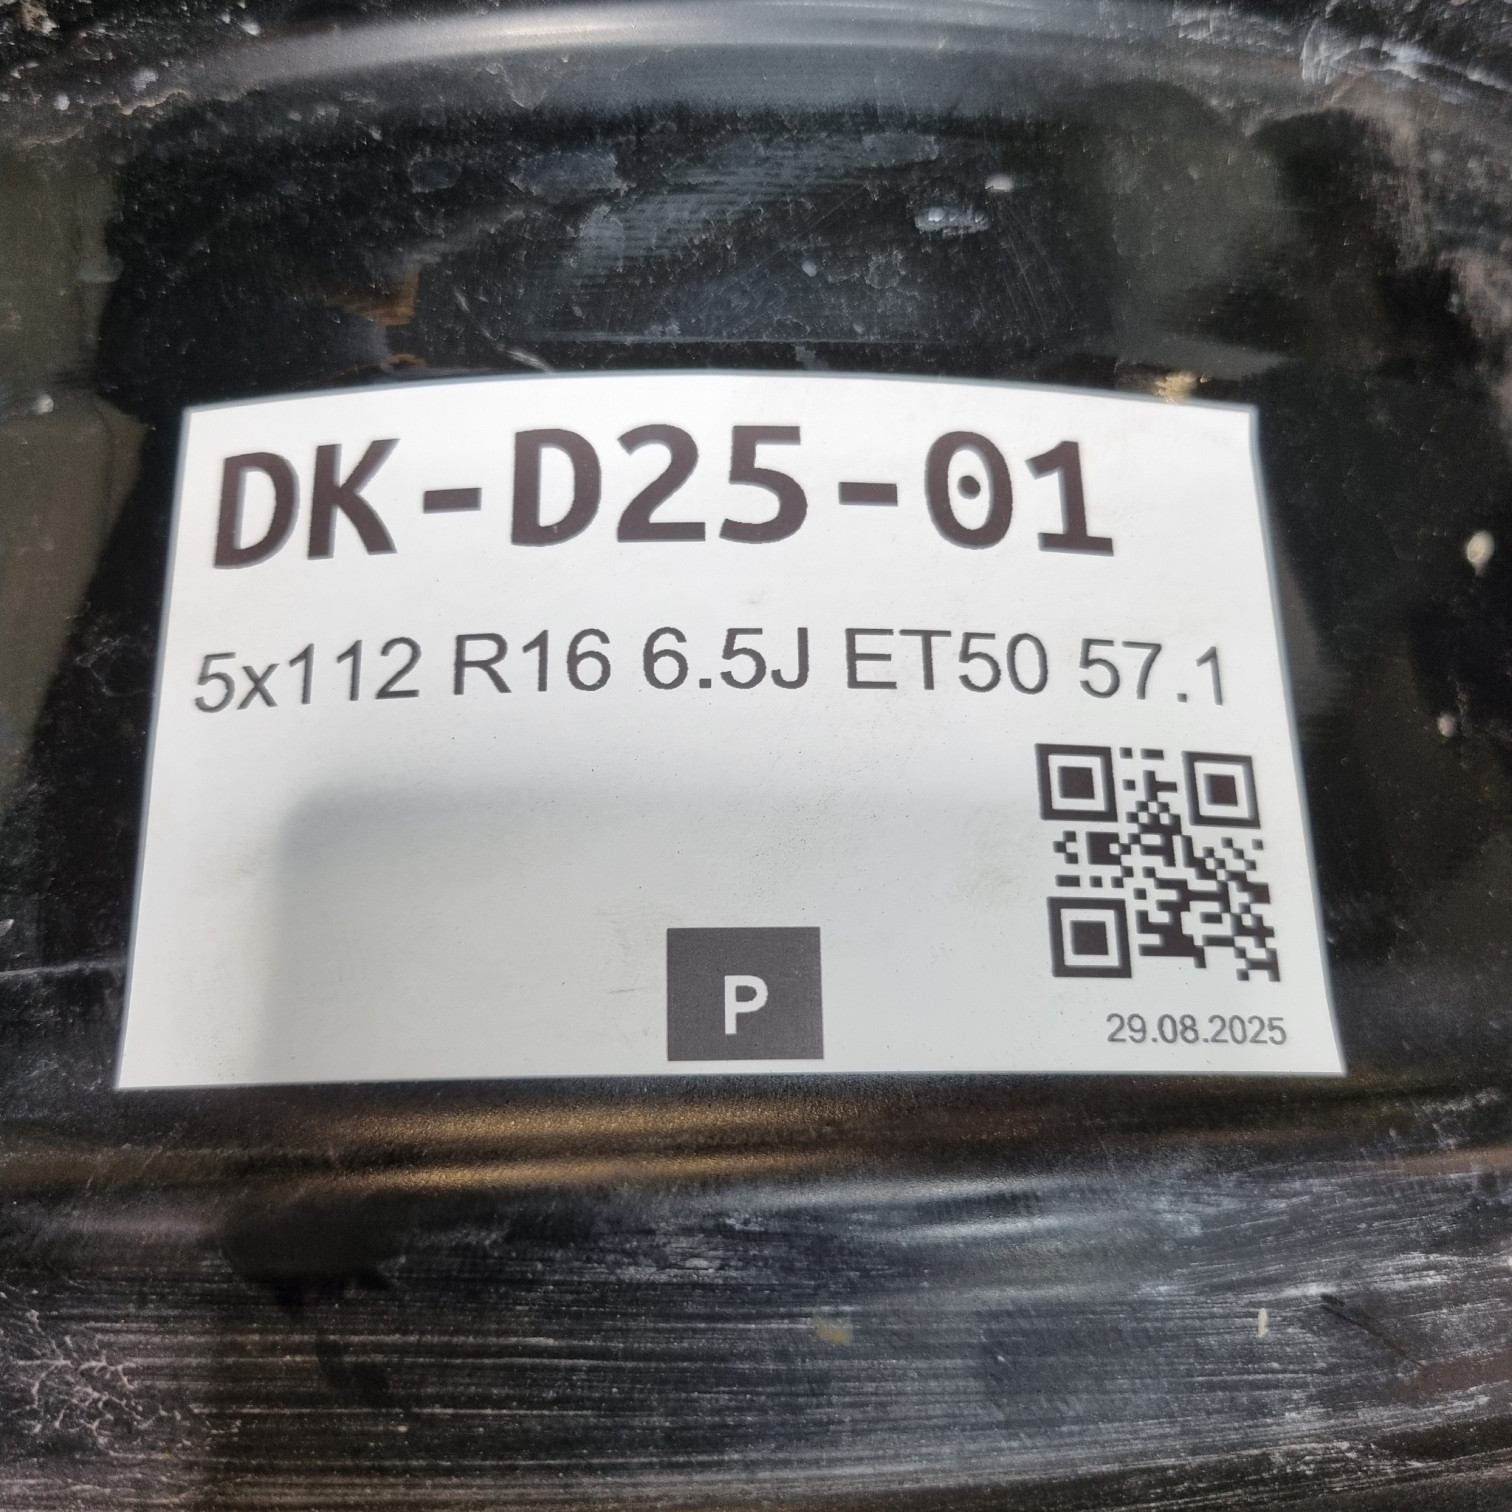 DK-D25-01
5x112 R16 6.5J ET50 57.1
P
29.08.2025